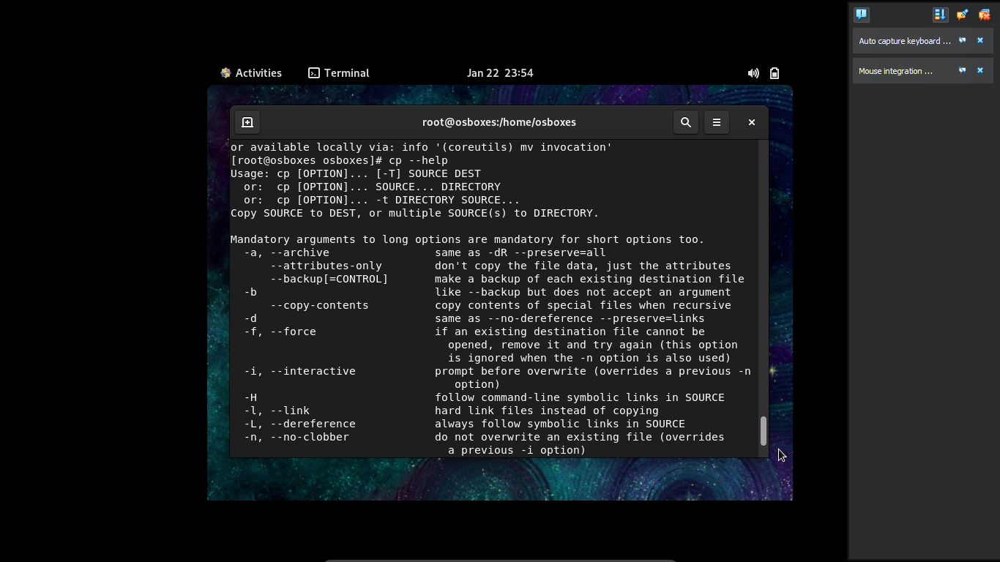 Activities
Terminal
Jan 22 23:54
root@osboxes:/home/osboxes
or available locally via: info '(coreutils) mv invocation'
[root@osboxes osboxes]# cp --help
Usage: cp [OPTION]... [-T] SOURCE DEST
  or:  cp [OPTION]... SOURCE... DIRECTORY
  or:  cp [OPTION]... -t DIRECTORY SOURCE...
Copy SOURCE to DEST, or multiple SOURCE(s) to DIRECTORY.

Mandatory arguments to long options are mandatory for short options too.
  -a, --archive                same as -dR --preserve=all
      --attributes-only        don't copy the file data, just the attributes
      --backup[=CONTROL]       make a backup of each existing destination file
  -b                           like --backup but does not accept an argument
      --copy-contents          copy contents of special files when recursive
  -d                           same as --no-dereference --preserve=links
  -f, --force                  if an existing destination file cannot be
                                 opened, remove it and try again (this option
                                 is ignored when the -n option is also used)
  -i, --interactive            prompt before overwrite (overrides a previous -n
                                  option)
  -H                           follow command-line symbolic links in SOURCE
  -l, --link                   hard link files instead of copying
  -L, --dereference            always follow symbolic links in SOURCE
  -n, --no-clobber             do not overwrite an existing file (overrides
                                 a previous -i option)
Auto capture keyboard ...
Mouse integration ...